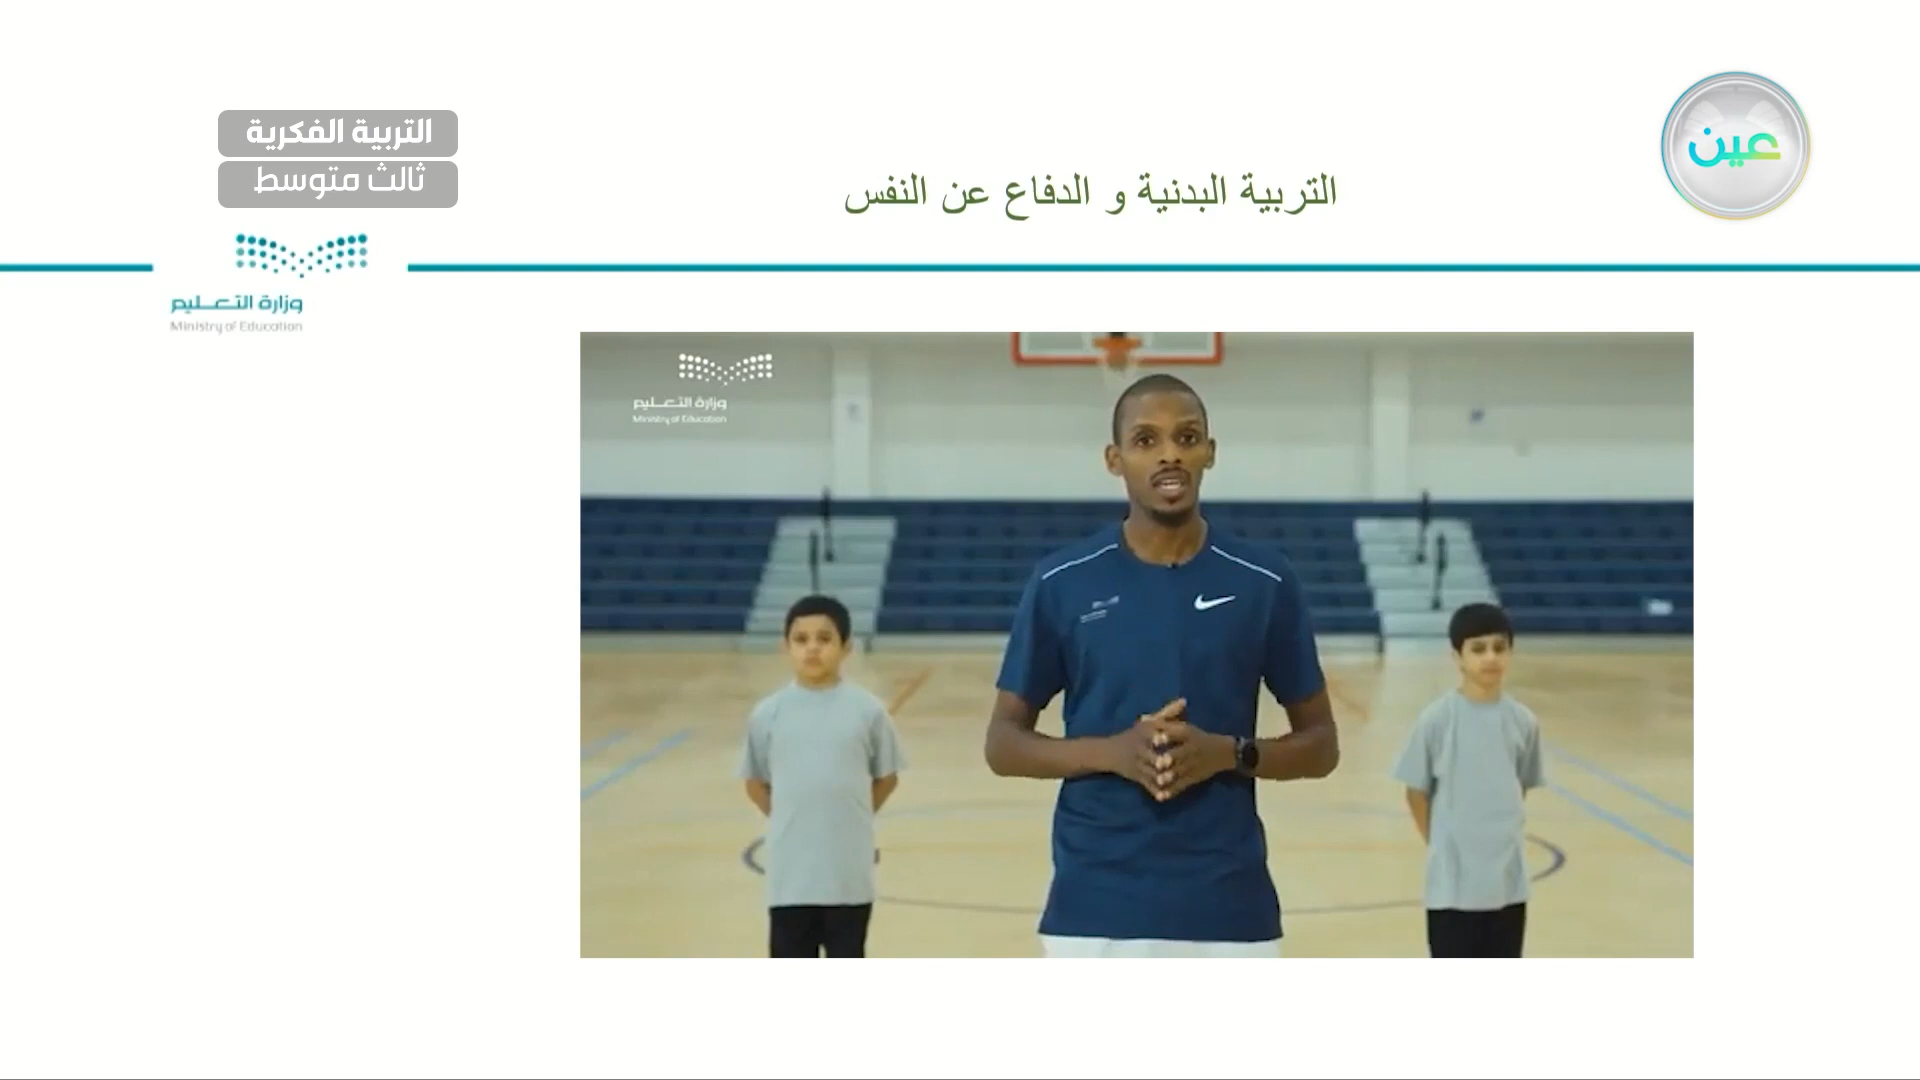 التربية الفكرية
ثالث متوسط
عين
التربية البدنية و الدفاع عن النفس
وزارة التعليم
Ministry of Education
وزارة التعليم
Ministry of Education